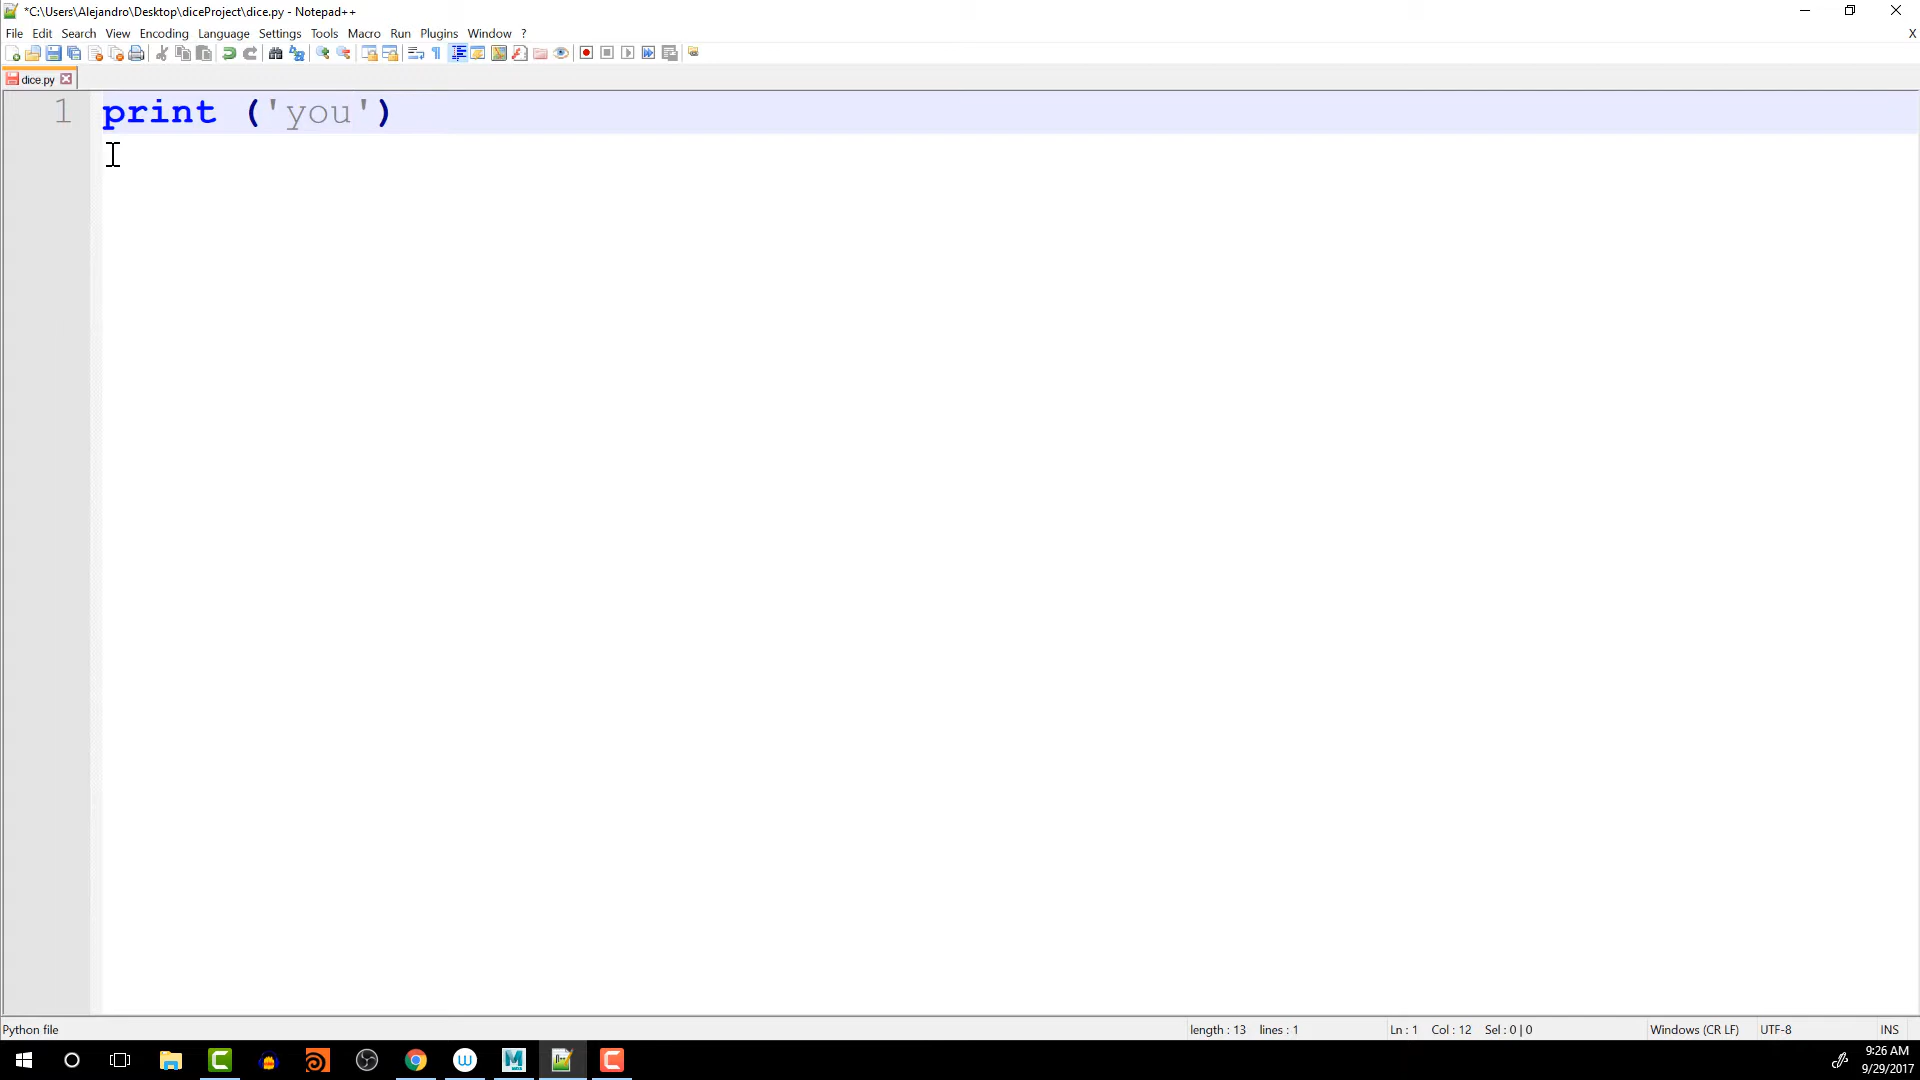 *C:\Users\Alejandro\Desktop\diceProject\dice.py - Notepad++
File Edit Search View Encoding Language Settings Tools Macro Run Plugins Window ? X
dice.py
1 print ('you')
Python file length : 13 lines : 1 Ln : 1 Col : 12 Sel : 0 | 0 Windows (CR LF) UTF-8 INS
9:26 AM
9/29/2017